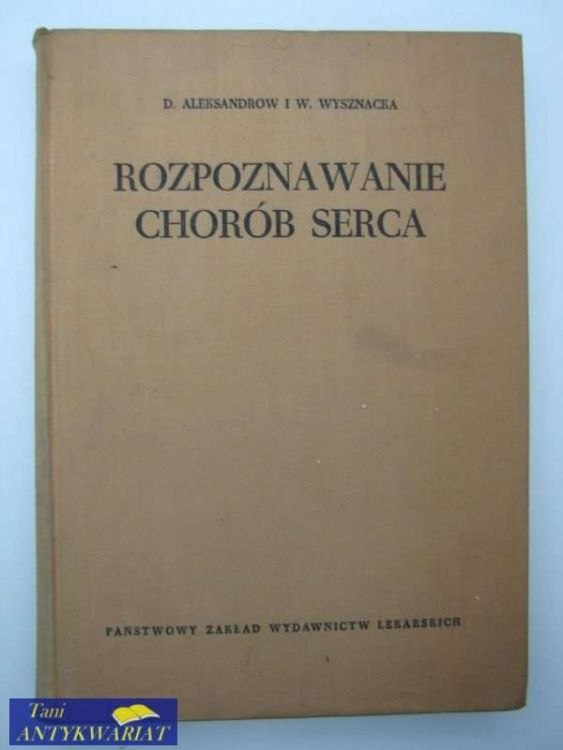 D. ALEKSANDROW I W. WYSZNACKA
ROZPOZNAWANIE
CHORÓB SERCA
PAŃSTWOWY ZAKŁAD WYDAWNICTW LEKARSKICH
Tani
ANTYKWARIAT